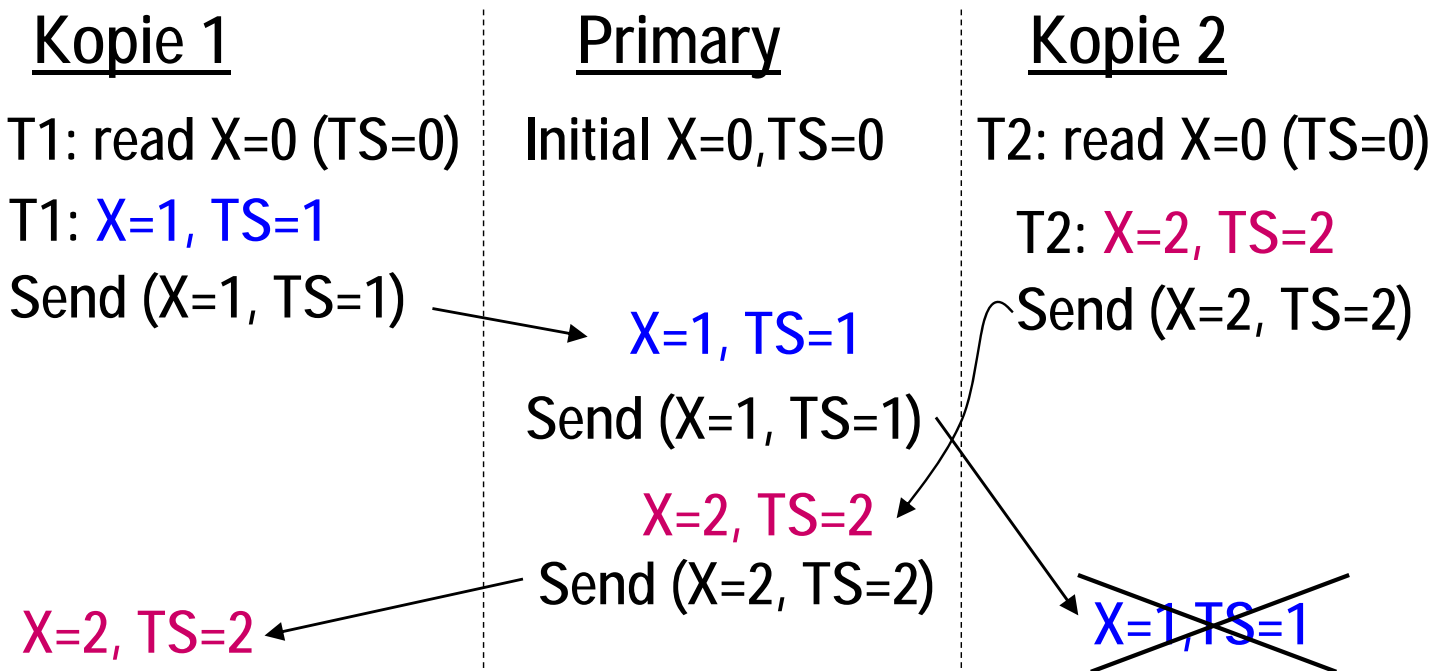 Kopie 1
T1: read X=0 (TS=0)
T1: X=1, TS=1
Send (X=1, TS=1)
X=2, TS=2
Primary
Initial X=0,TS=0
X=1, TS=1
Send (X=1, TS=1)
X=2, TS=2
Send (X=2, TS=2)
Kopie 2
T2: read X=0 (TS=0)
T2: X=2, TS=2
Send (X=2, TS=2)
X=1,TS=1